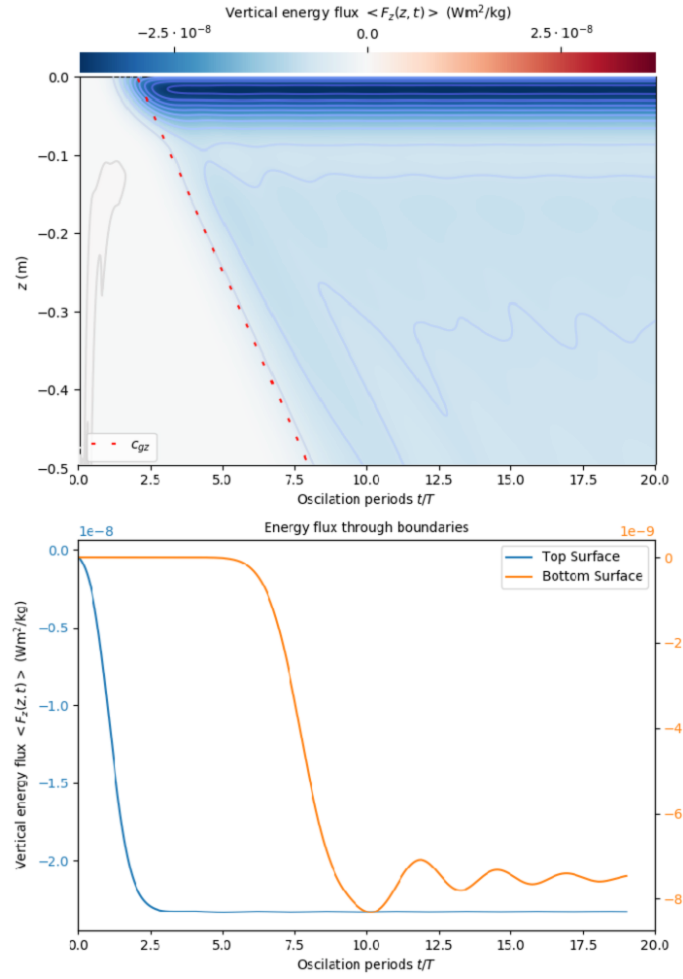 Vertical energy flux < F_z(z, t) > (Wm²/kg)
−2.5 · 10⁻⁸ 0.0 2.5 · 10⁻⁸
0.0
−0.1
−0.2
−0.3
−0.4
−0.5
z (m)
c_gz
0.0 2.5 5.0 7.5 10.0 12.5 15.0 17.5 20.0
Oscilation periods t/T
Energy flux through boundaries
1e−8
1e−9
0.0
−0.5
−1.0
−1.5
−2.0
Vertical energy flux < F_z(z, t) > (Wm²/kg)
Top Surface
Bottom Surface
0
−2
−4
−6
−8
0.0 2.5 5.0 7.5 10.0 12.5 15.0 17.5 20.0
Oscilation periods t/T